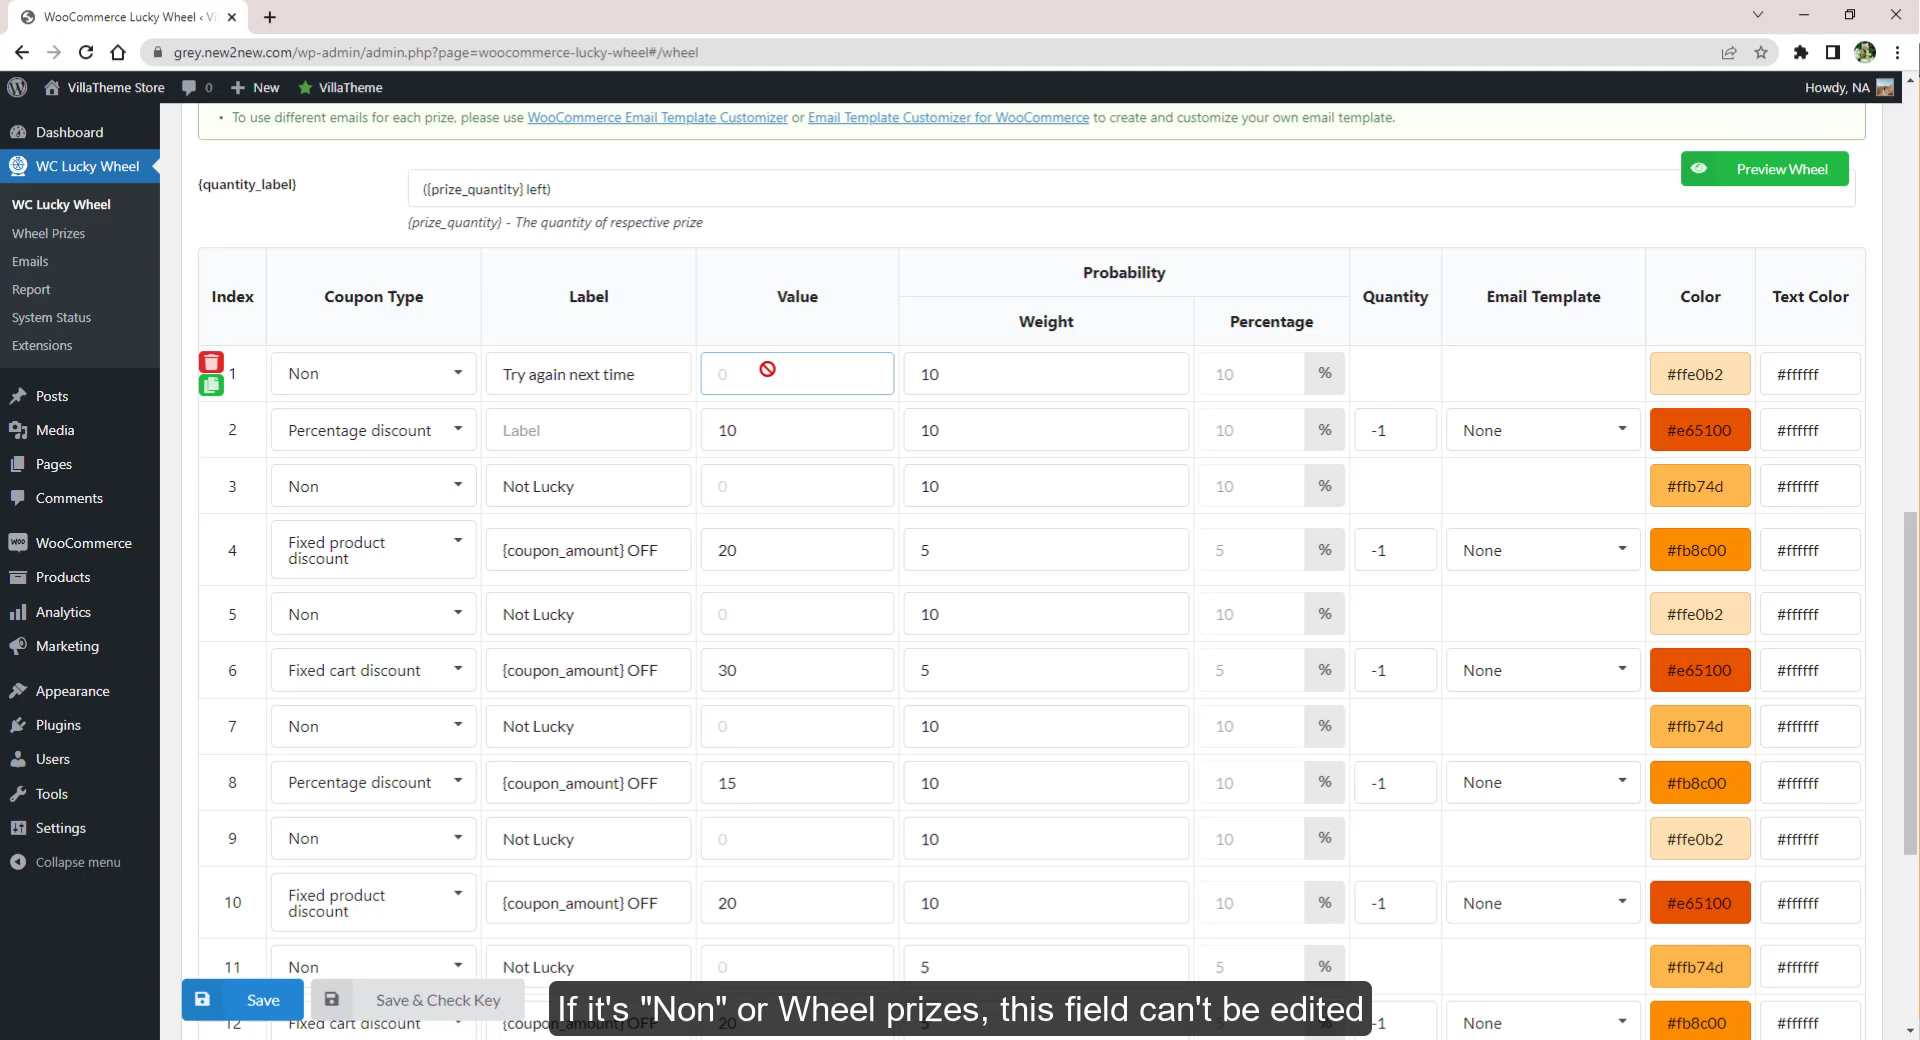 WooCommerce Lucky Wheel ‹ Vi
grey.new2new.com/wp-admin/admin.php?page=woocommerce-lucky-wheel#/wheel
VillaTheme Store 0 New VillaTheme Howdy, NA
Dashboard
WC Lucky Wheel
WC Lucky Wheel
Wheel Prizes
Emails
Report
System Status
Extensions
Posts
Media
Pages
Comments
WooCommerce
Products
Analytics
Marketing
Appearance
Plugins
Users
Tools
Settings
Collapse menu
• To use different emails for each prize, please use WooCommerce Email Template Customizer or Email Template Customizer for WooCommerce to create and customize your own email template.
Preview Wheel
{quantity_label} ({prize_quantity} left)
{prize_quantity} - The quantity of respective prize
Index Coupon Type Label Value Probability Quantity Email Template Color Text Color
Weight Percentage
1 Non Try again next time 0 10 10 % #ffe0b2 #ffffff
2 Percentage discount Label 10 10 10 % -1 None #e65100 #ffffff
3 Non Not Lucky 0 10 10 % #ffb74d #ffffff
4 Fixed product discount {coupon_amount} OFF 20 5 5 % -1 None #fb8c00 #ffffff
5 Non Not Lucky 0 10 10 % #ffe0b2 #ffffff
6 Fixed cart discount {coupon_amount} OFF 30 5 5 % -1 None #e65100 #ffffff
7 Non Not Lucky 0 10 10 % #ffb74d #ffffff
8 Percentage discount {coupon_amount} OFF 15 10 10 % -1 None #fb8c00 #ffffff
9 Non Not Lucky 0 10 10 % #ffe0b2 #ffffff
10 Fixed product discount {coupon_amount} OFF 20 10 10 % -1 None #e65100 #ffffff
11 Non Not Lucky 0 5 5 % #ffb74d #ffffff
Save Save & Check Key
If it's "Non" or Wheel prizes, this field can't be edited
12 Fixed cart discount None #fb8c00 #ffffff